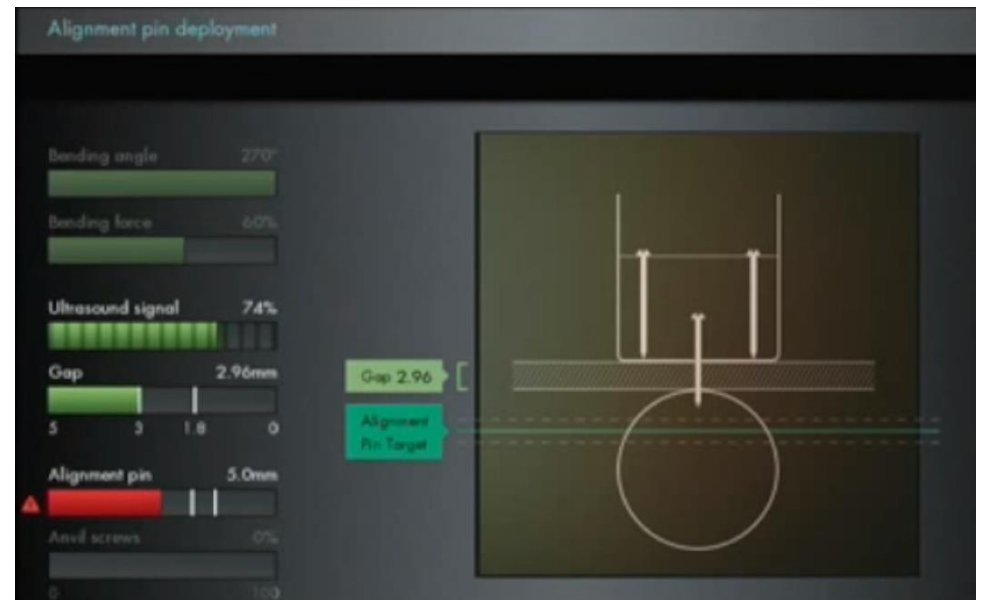 Alignment pin deployment
Bending angle 270°
Bending force 60%
Ultrasound signal 74%
Gap 2.96mm
5 3 1.8 0
Gap 2.96
Alignment
Pin Target
Alignment pin 5.0mm
Anvil screws 0%
0 100